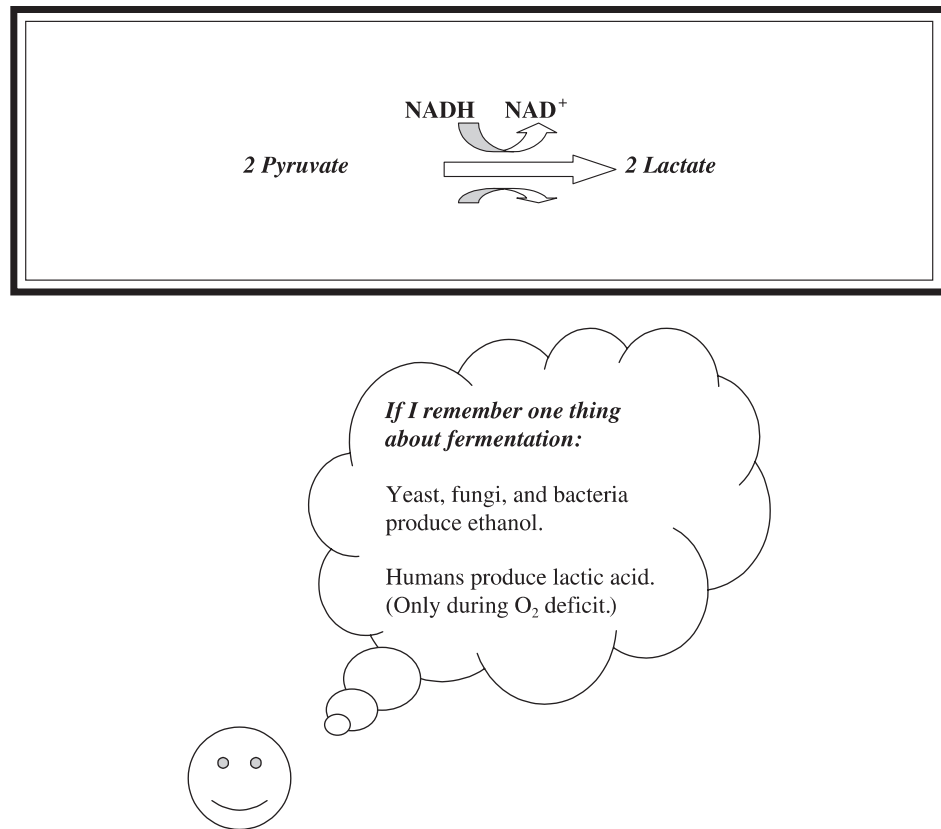 NADH NAD⁺
2 Pyruvate 2 Lactate
If I remember one thing
about fermentation:
Yeast, fungi, and bacteria
produce ethanol.
Humans produce lactic acid.
(Only during O₂ deficit.)